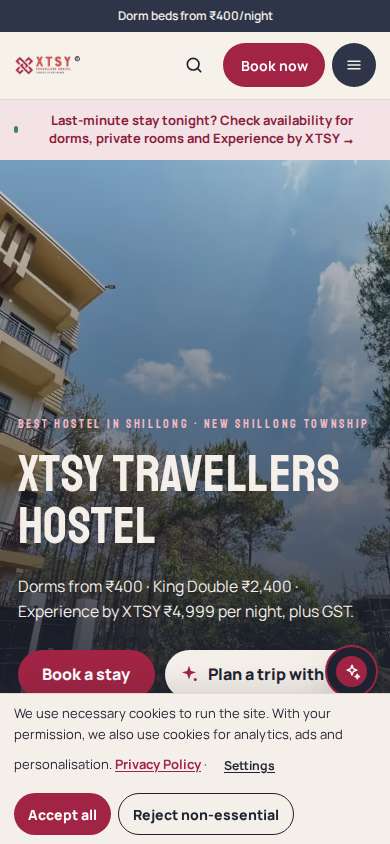 Dorm beds from ₹400/night
XTSY
Book now
Last-minute stay tonight? Check availability for
dorms, private rooms and Experience by XTSY →
BEST HOSTEL IN SHILLONG · NEW SHILLONG TOWNSHIP
XTSY TRAVELLERS
HOSTEL
Dorms from ₹400 · King Double ₹2,400 ·
Experience by XTSY ₹4,999 per night, plus GST.
Book a stay
Plan a trip with
We use necessary cookies to run the site. With your
permission, we also use cookies for analytics, ads and
personalisation. Privacy Policy · Settings
Accept all
Reject non-essential